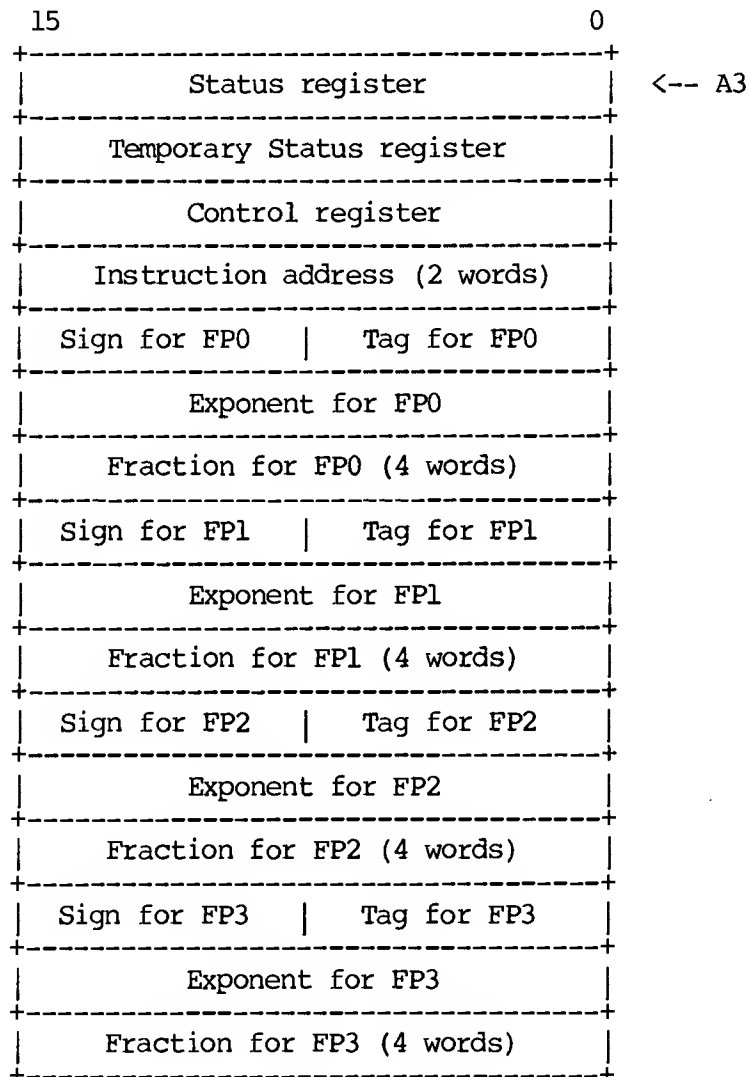 15 0
Status register <-- A3
Temporary Status register
Control register
Instruction address (2 words)
Sign for FP0 | Tag for FP0
Exponent for FP0
Fraction for FP0 (4 words)
Sign for FP1 | Tag for FP1
Exponent for FP1
Fraction for FP1 (4 words)
Sign for FP2 | Tag for FP2
Exponent for FP2
Fraction for FP2 (4 words)
Sign for FP3 | Tag for FP3
Exponent for FP3
Fraction for FP3 (4 words)